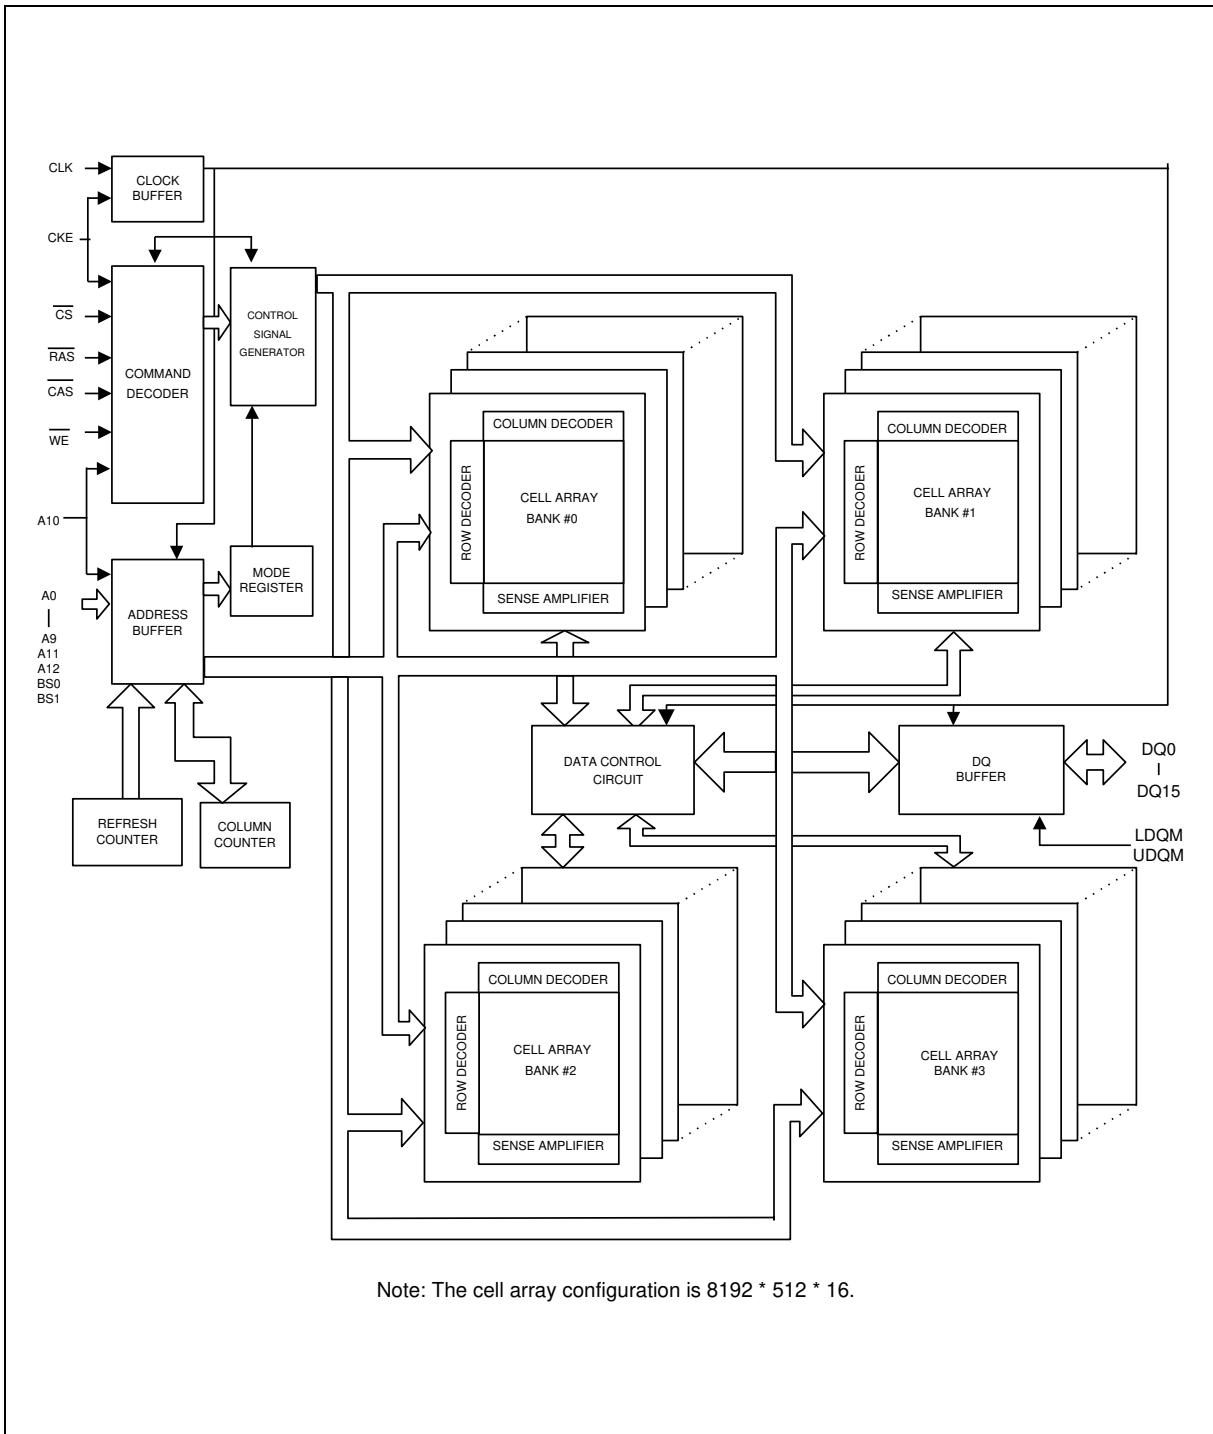 CLK
CLOCK
BUFFER
CKE
COMMAND
DECODER
CONTROL
SIGNAL
GENERATOR
CS
RAS
CAS
WE
A10
ADDRESS
BUFFER
MODE
REGISTER
A0
|
A9
A11
A12
BS0
BS1
REFRESH
COUNTER
COLUMN
COUNTER
COLUMN DECODER
ROW DECODER
CELL ARRAY
BANK #0
SENSE AMPLIFIER
COLUMN DECODER
ROW DECODER
CELL ARRAY
BANK #1
SENSE AMPLIFIER
DATA CONTROL
CIRCUIT
DQ
BUFFER
DQ0
|
DQ15
LDQM
UDQM
COLUMN DECODER
ROW DECODER
CELL ARRAY
BANK #2
SENSE AMPLIFIER
COLUMN DECODER
ROW DECODER
CELL ARRAY
BANK #3
SENSE AMPLIFIER
Note: The cell array configuration is 8192 * 512 * 16.